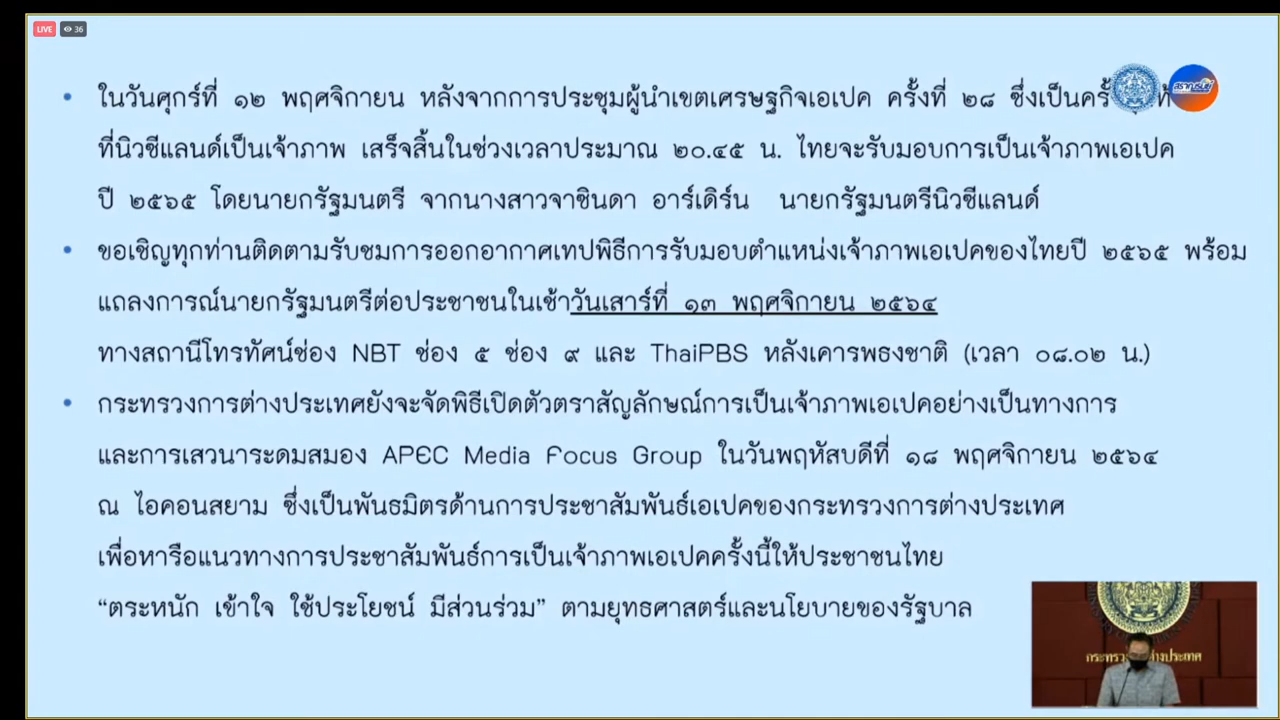 LIVE 36
• ในวันศุกร์ที่ ๑๒ พฤศจิกายน หลังจากการประชุมผู้นำเขตเศรษฐกิจเอเปค ครั้งที่ ๒๘ ซึ่งเป็นครั้
ที่นิวซีแลนด์เป็นเจ้าภาพ เสร็จสิ้นในช่วงเวลาประมาณ ๒๐.๔๕ น. ไทยจะรับมอบการเป็นเจ้าภาพเอเปค
ปี ๒๕๖๕ โดยนายกรัฐมนตรี จากนางสาวจาซินดา อาร์เดิร์น นายกรัฐมนตรีนิวซีแลนด์
• ขอเชิญทุกท่านติดตามรับชมการออกอากาศเทปพิธีการรับมอบตำแหน่งเจ้าภาพเอเปคของไทยปี ๒๕๖๕ พร้อม
แถลงการณ์นายกรัฐมนตรีต่อประชาชนในเช้าวันเสาร์ที่ ๑๓ พฤศจิกายน ๒๕๖๔
ทางสถานีโทรทัศน์ช่อง NBT ช่อง ๕ ช่อง ๙ และ ThaiPBS หลังเคารพธงชาติ (เวลา ๐๘.๐๒ น.)
• กระทรวงการต่างประเทศยังจะจัดพิธีเปิดตัวตราสัญลักษณ์การเป็นเจ้าภาพเอเปคอย่างเป็นทางการ
และการเสวนาระดมสมอง APEC Media Focus Group ในวันพฤหัสบดีที่ ๑๘ พฤศจิกายน ๒๕๖๔
ณ ไอคอนสยาม ซึ่งเป็นพันธมิตรด้านการประชาสัมพันธ์เอเปคของกระทรวงการต่างประเทศ
เพื่อหารือแนวทางการประชาสัมพันธ์การเป็นเจ้าภาพเอเปคครั้งนี้ให้ประชาชนไทย
“ตระหนัก เข้าใจ ใช้ประโยชน์ มีส่วนร่วม” ตามยุทธศาสตร์และนโยบายของรัฐบาล